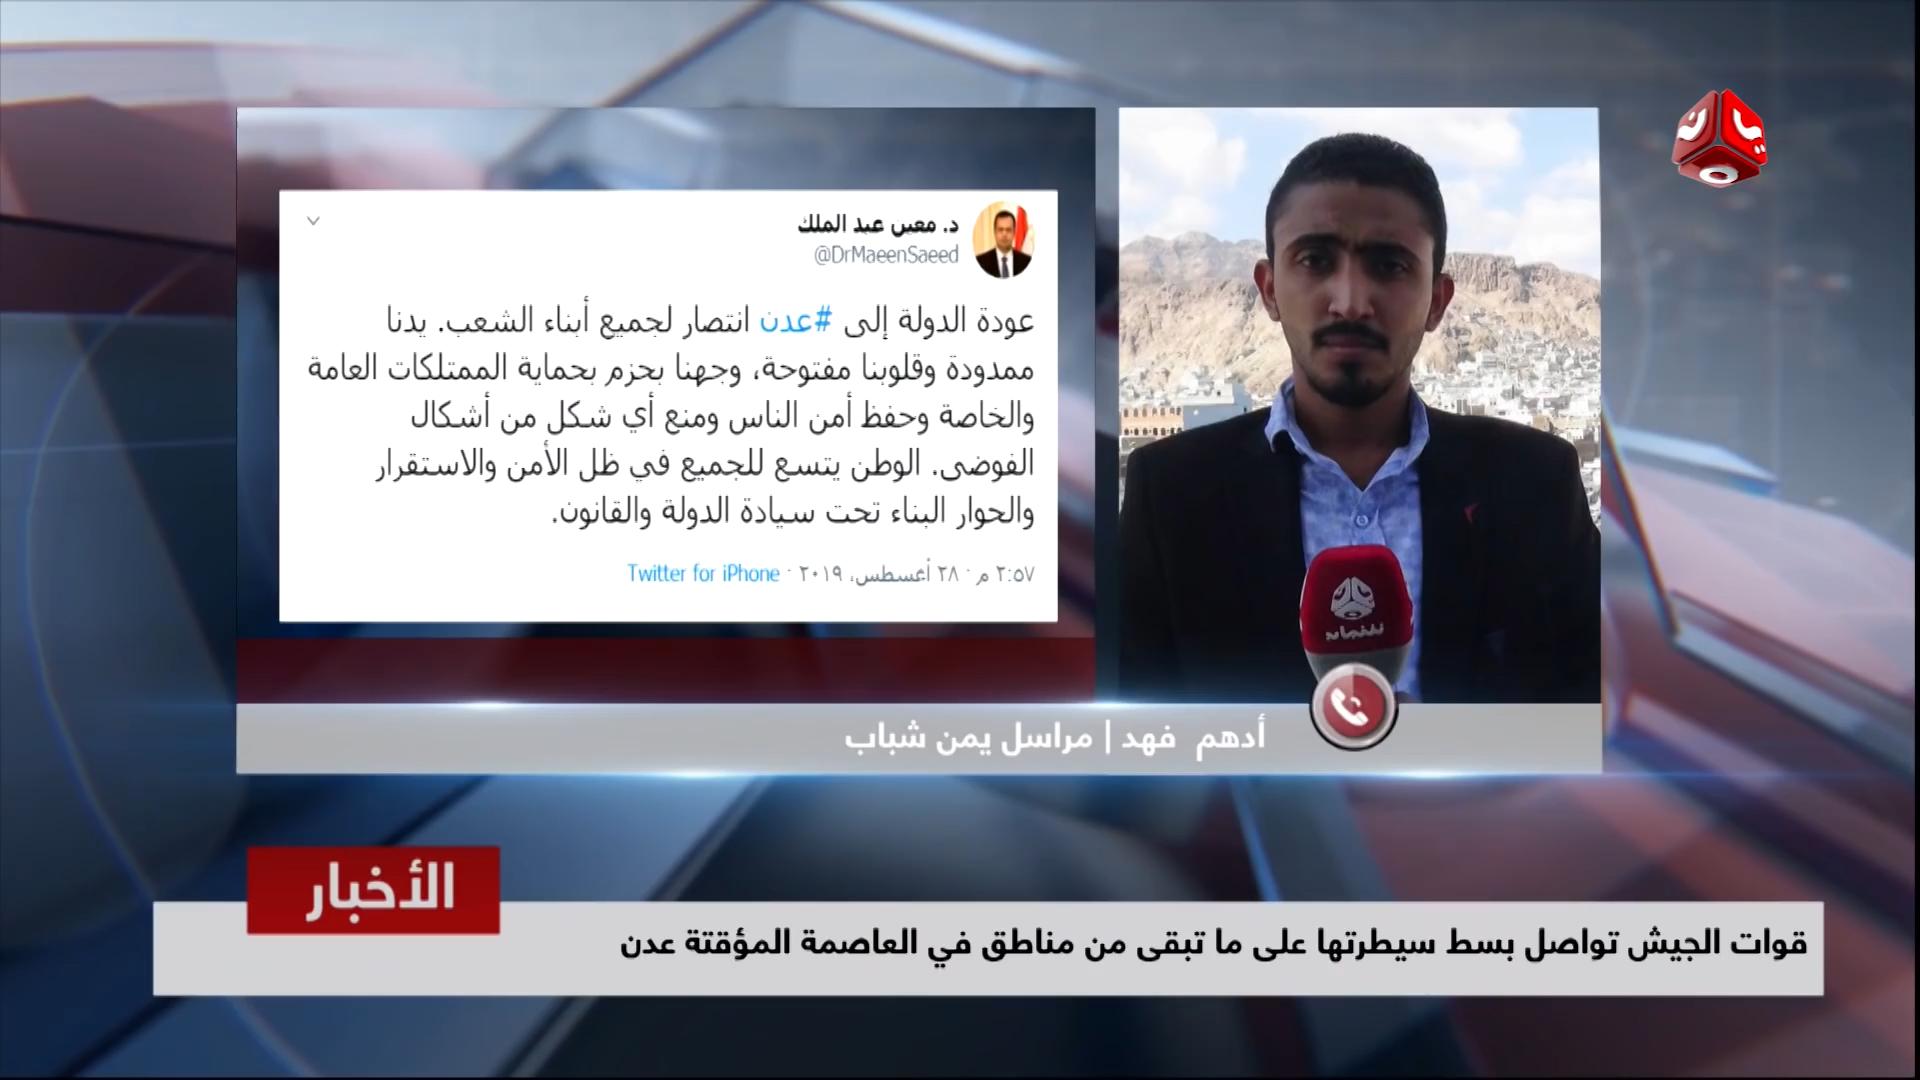 د. معين عبد الملك
@DrMaeenSaeed
عودة الدولة إلى #عدن انتصار لجميع أبناء الشعب. يدنا
ممدودة وقلوبنا مفتوحة، وجهنا بحزم بحماية الممتلكات العامة
والخاصة وحفظ أمن الناس ومنع أي شكل من أشكال
الفوضى. الوطن يتسع للجميع في ظل الأمن والاستقرار
والحوار البناء تحت سيادة الدولة والقانون.
٢:٥٧ م · ٢٨ أغسطس، ٢٠١٩ · Twitter for iPhone
أدهم فهد | مراسل يمن شباب
الأخبار
قوات الجيش تواصل بسط سيطرتها على ما تبقى من مناطق في العاصمة المؤقتة عدن